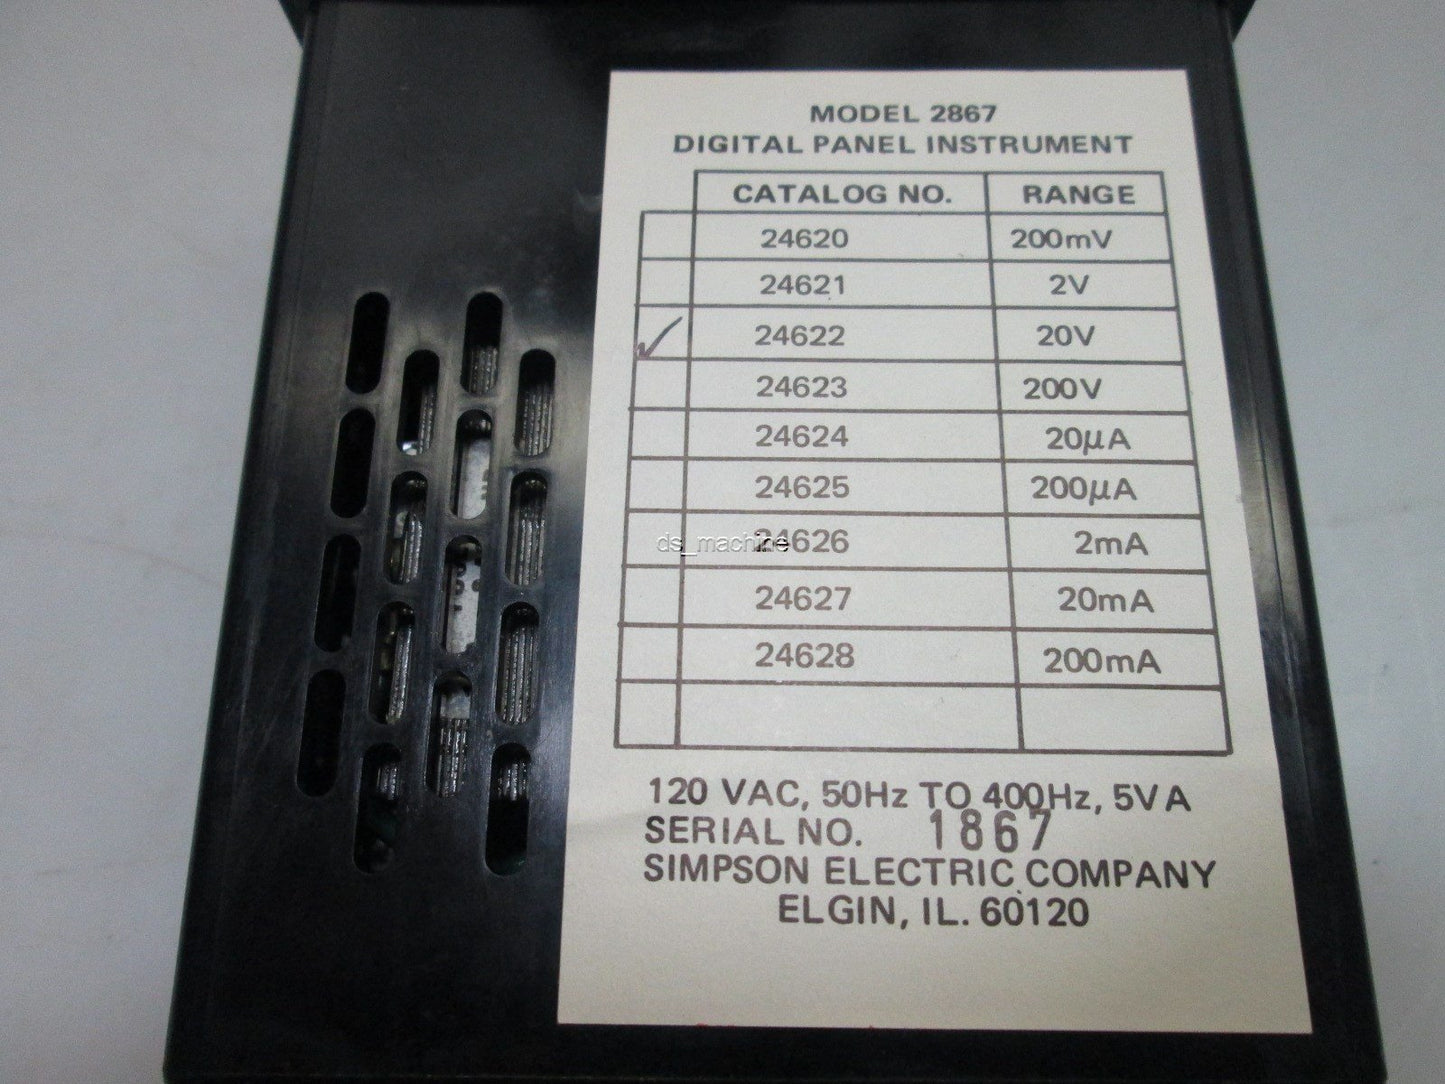 MODEL 2867
DIGITAL PANEL INSTRUMENT
CATALOG NO. RANGE
24620 200mV
24621 2V
✓ 24622 20V
24623 200V
24624 20µA
24625 200µA
ds_machine 24626 2mA
24627 20mA
24628 200mA
120 VAC, 50Hz TO 400Hz, 5VA
SERIAL NO. 1867
SIMPSON ELECTRIC COMPANY
ELGIN, IL. 60120